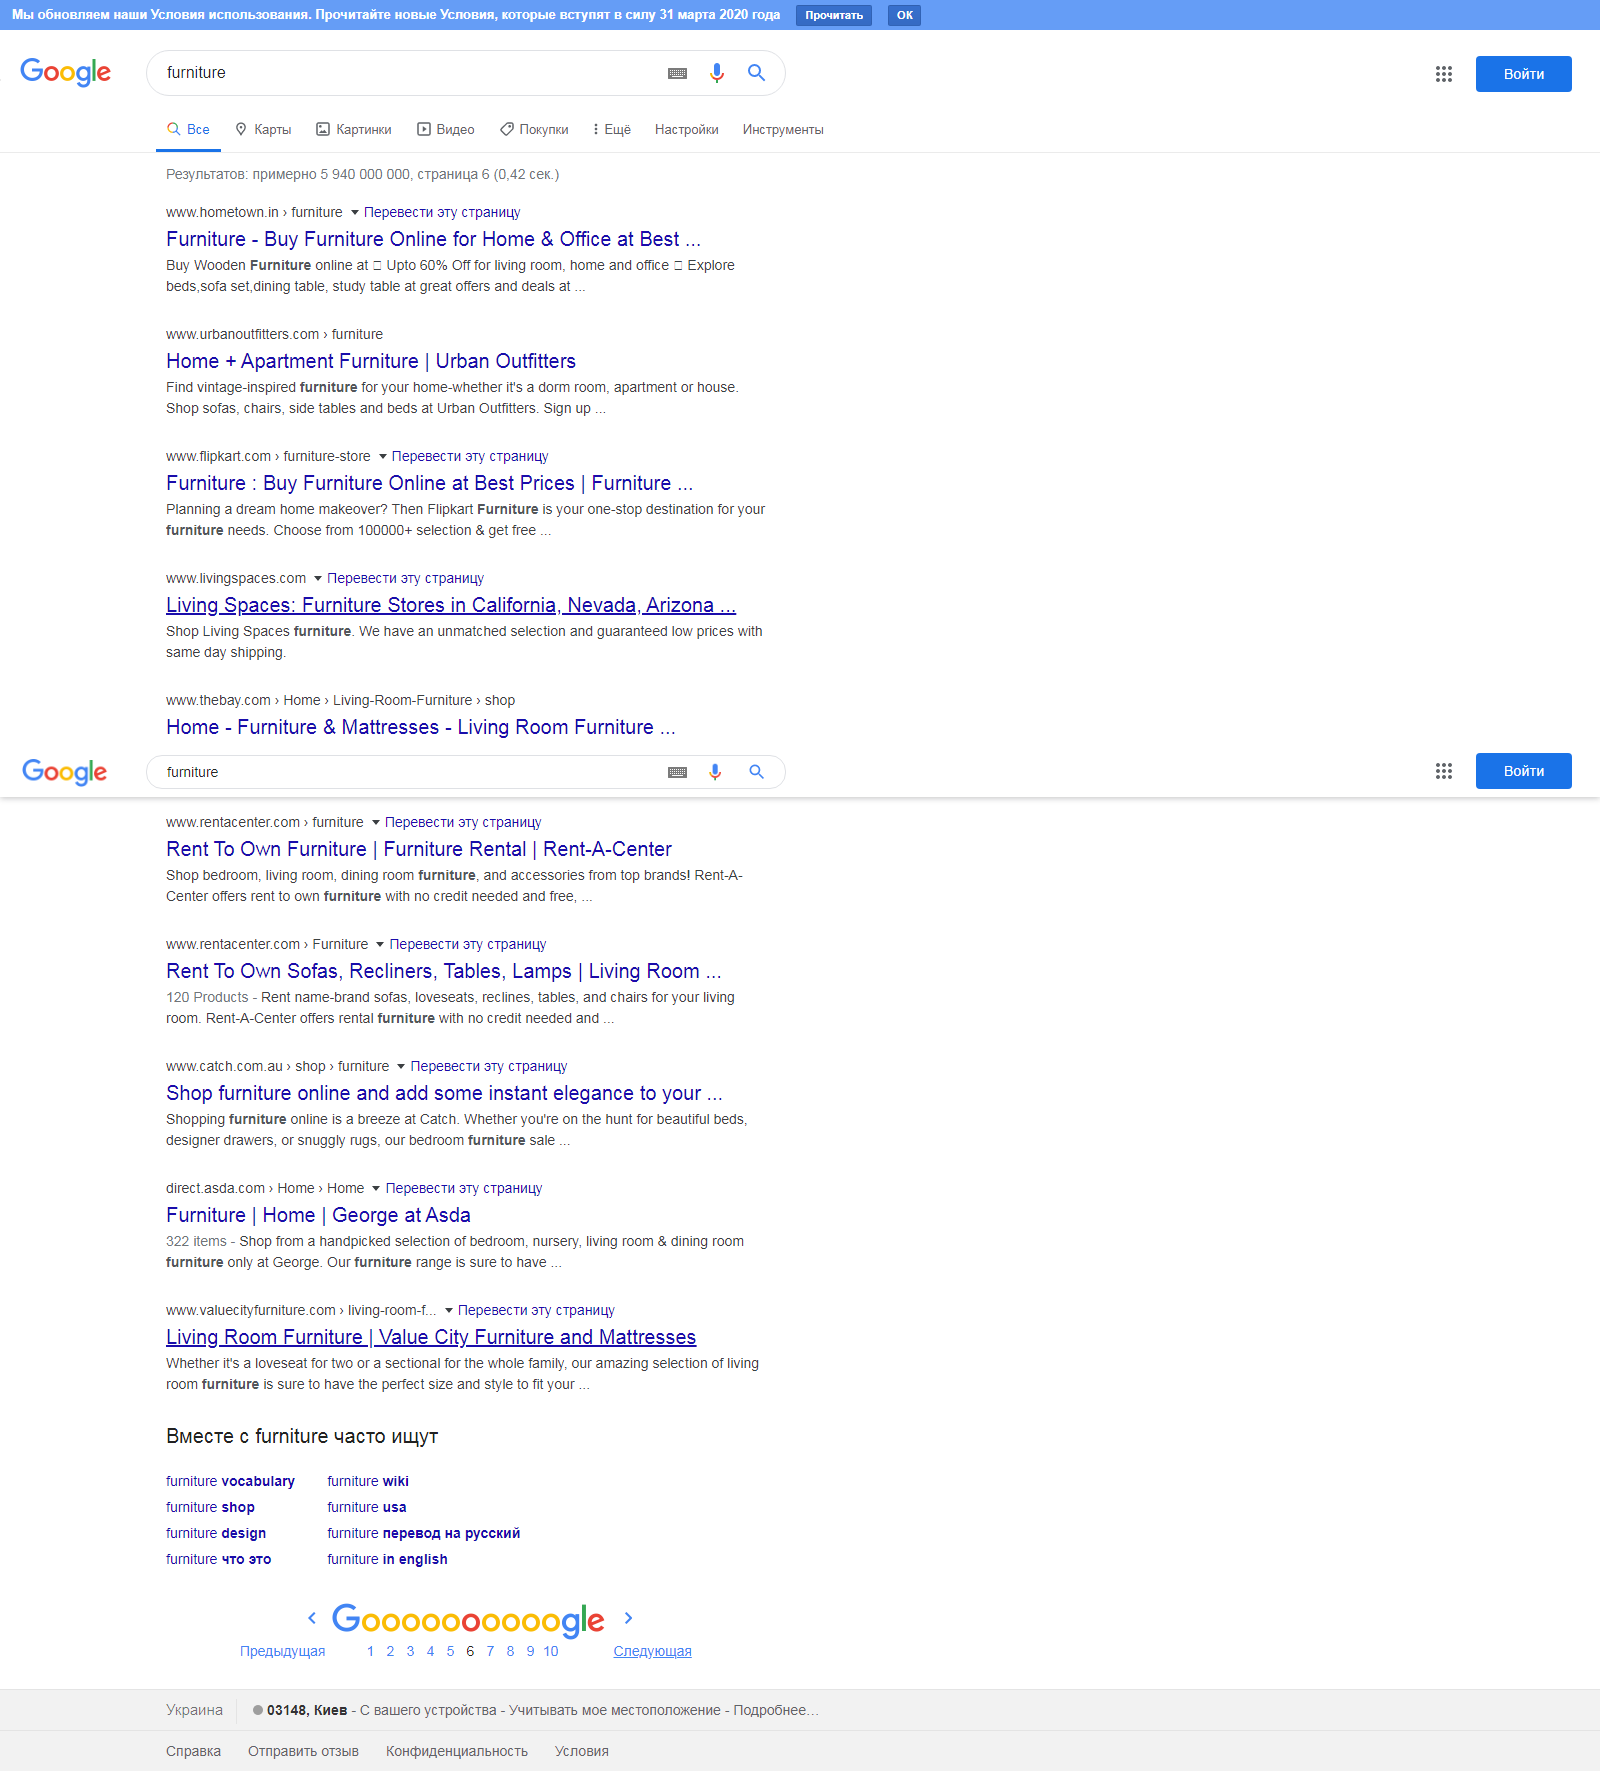 Мы обновляем наши Условия использования. Прочитайте новые Условия, которые вступят в силу 31 марта 2020 года Прочитать ОК
Google furniture Войти
Все Карты Картинки Видео Покупки Ещё Настройки Инструменты
Результатов: примерно 5 940 000 000, страница 6 (0,42 сек.)
www.hometown.in › furniture Перевести эту страницу
Furniture - Buy Furniture Online for Home & Office at Best ...
Buy Wooden Furniture online at □ Upto 60% Off for living room, home and office □ Explore
beds,sofa set,dining table, study table at great offers and deals at ...
www.urbanoutfitters.com › furniture
Home + Apartment Furniture | Urban Outfitters
Find vintage-inspired furniture for your home-whether it's a dorm room, apartment or house.
Shop sofas, chairs, side tables and beds at Urban Outfitters. Sign up ...
www.flipkart.com › furniture-store Перевести эту страницу
Furniture : Buy Furniture Online at Best Prices | Furniture ...
Planning a dream home makeover? Then Flipkart Furniture is your one-stop destination for your
furniture needs. Choose from 100000+ selection & get free ...
www.livingspaces.com Перевести эту страницу
Living Spaces: Furniture Stores in California, Nevada, Arizona ...
Shop Living Spaces furniture. We have an unmatched selection and guaranteed low prices with
same day shipping.
www.thebay.com › Home › Living-Room-Furniture › shop
Home - Furniture & Mattresses - Living Room Furniture ...
Google furniture Войти
www.rentacenter.com › furniture Перевести эту страницу
Rent To Own Furniture | Furniture Rental | Rent-A-Center
Shop bedroom, living room, dining room furniture, and accessories from top brands! Rent-A-
Center offers rent to own furniture with no credit needed and free, ...
www.rentacenter.com › Furniture Перевести эту страницу
Rent To Own Sofas, Recliners, Tables, Lamps | Living Room ...
120 Products - Rent name-brand sofas, loveseats, reclines, tables, and chairs for your living
room. Rent-A-Center offers rental furniture with no credit needed and ...
www.catch.com.au › shop › furniture Перевести эту страницу
Shop furniture online and add some instant elegance to your ...
Shopping furniture online is a breeze at Catch. Whether you're on the hunt for beautiful beds,
designer drawers, or snuggly rugs, our bedroom furniture sale ...
direct.asda.com › Home › Home Перевести эту страницу
Furniture | Home | George at Asda
322 items - Shop from a handpicked selection of bedroom, nursery, living room & dining room
furniture only at George. Our furniture range is sure to have ...
www.valuecityfurniture.com › living-room-f... Перевести эту страницу
Living Room Furniture | Value City Furniture and Mattresses
Whether it's a loveseat for two or a sectional for the whole family, our amazing selection of living
room furniture is sure to have the perfect size and style to fit your ...
Вместе с furniture часто ищут
furniture vocabulary furniture wiki
furniture shop furniture usa
furniture design furniture перевод на русский
furniture что это furniture in english
‹ Goooooooooogle ›
Предыдущая 1 2 3 4 5 6 7 8 9 10 Следующая
Украина 03148, Киев - С вашего устройства - Учитывать мое местоположение - Подробнее…
Справка Отправить отзыв Конфиденциальность Условия